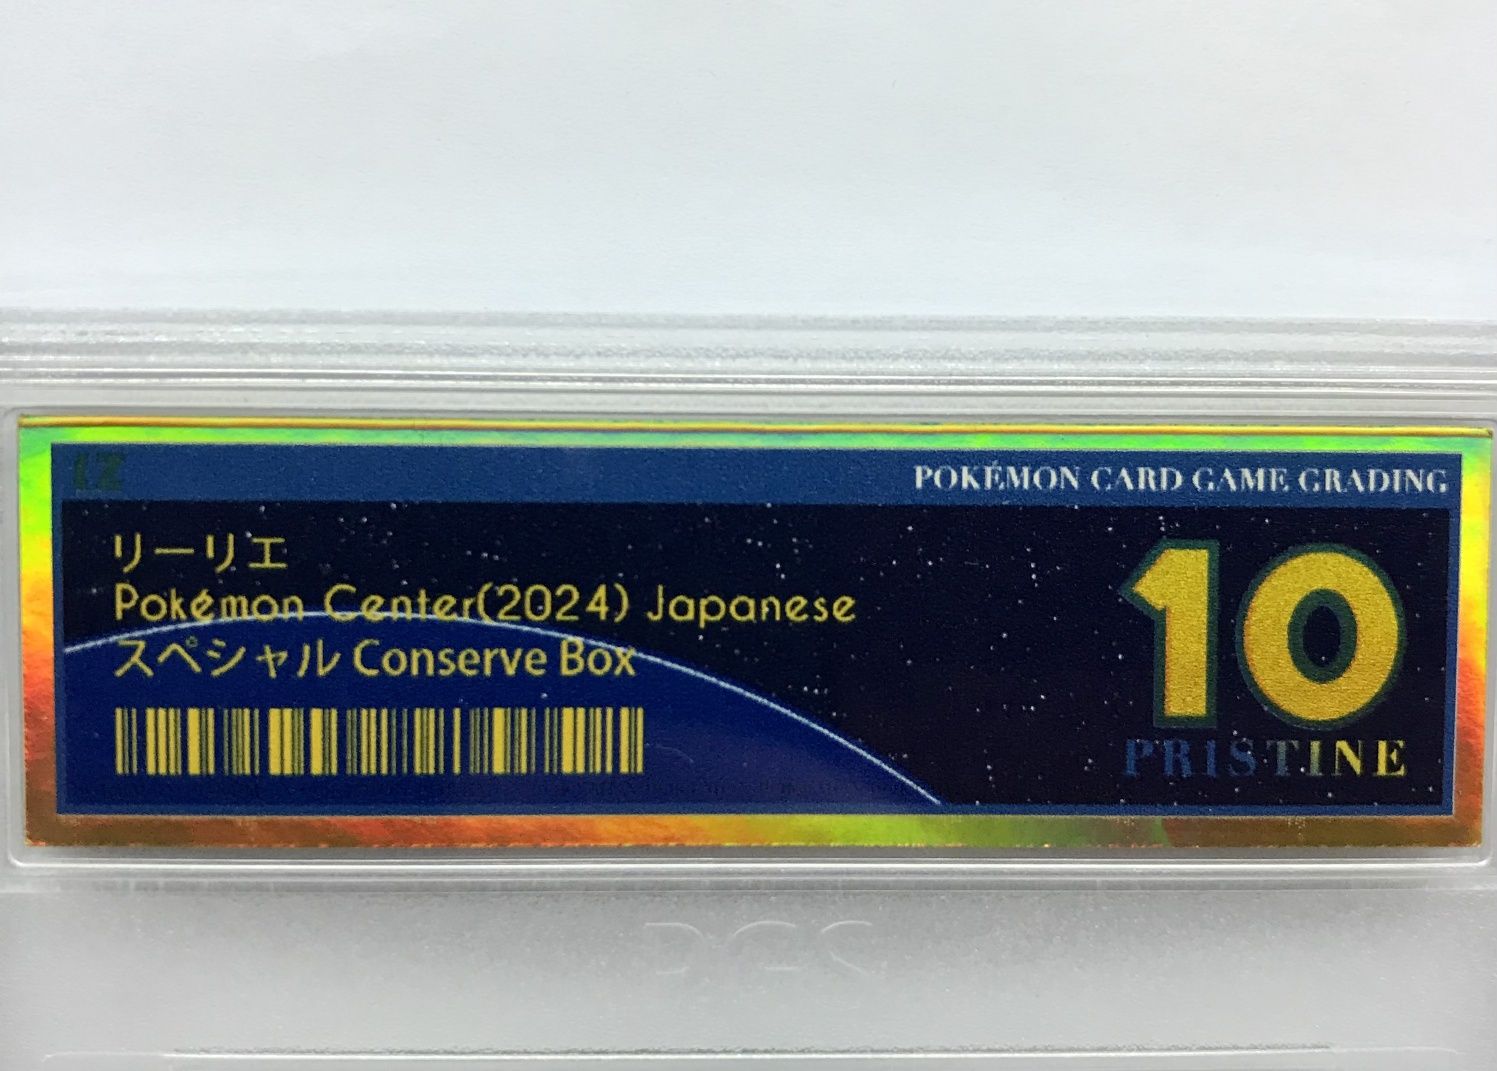 POKÉMON CARD GAME GRADING
リーリエ
Pokémon Center(2024) Japanese
スペシャル Conserve Box
10
PRISTINE